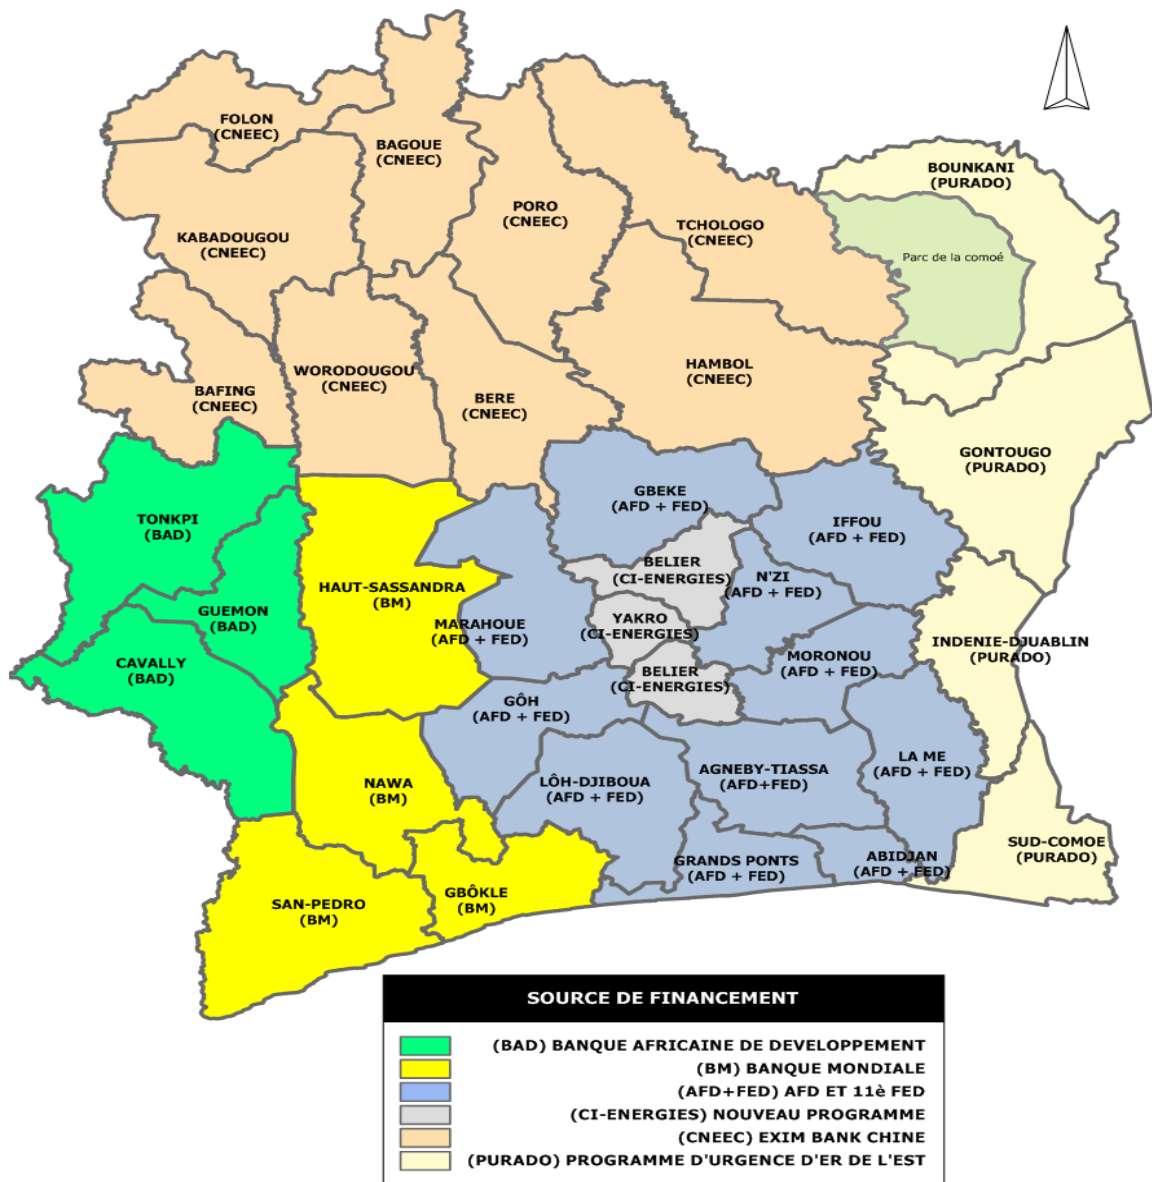 FOLON
(CNEEC)
BAGOUE
(CNEEC)
BOUNKANI
(PURADO)
PORO
(CNEEC)
TCHOLOGO
(CNEEC)
KABADOUGOU
(CNEEC)
Parc de la comoé
HAMBOL
(CNEEC)
WORODOUGOU
(CNEEC)
BAFING
(CNEEC)
BERE
(CNEEC)
GONTOUGO
(PURADO)
GBEKE
(AFD + FED)
TONKPI
(BAD)
IFFOU
(AFD + FED)
BELIER
(CI-ENERGIES)
N'ZI
(AFD + FED)
HAUT-SASSANDRA
(BM)
GUEMON
(BAD)
MARAHOUE
(AFD + FED)
YAKRO
(CI-ENERGIES)
INDENIE-DJUABLIN
(PURADO)
MORONOU
(AFD + FED)
CAVALLY
(BAD)
BELIER
(CI-ENERGIES)
GÔH
(AFD + FED)
LA ME
(AFD + FED)
AGNEBY-TIASSA
(AFD+FED)
LÔH-DJIBOUA
(AFD + FED)
NAWA
(BM)
SUD-COMOE
(PURADO)
GRANDS PONTS
(AFD + FED)
ABIDJAN
(AFD + FED)
GBÔKLE
(BM)
SAN-PEDRO
(BM)
SOURCE DE FINANCEMENT
(BAD) BANQUE AFRICAINE DE DEVELOPPEMENT
(BM) BANQUE MONDIALE
(AFD+FED) AFD ET 11è FED
(CI-ENERGIES) NOUVEAU PROGRAMME
(CNEEC) EXIM BANK CHINE
(PURADO) PROGRAMME D'URGENCE D'ER DE L'EST